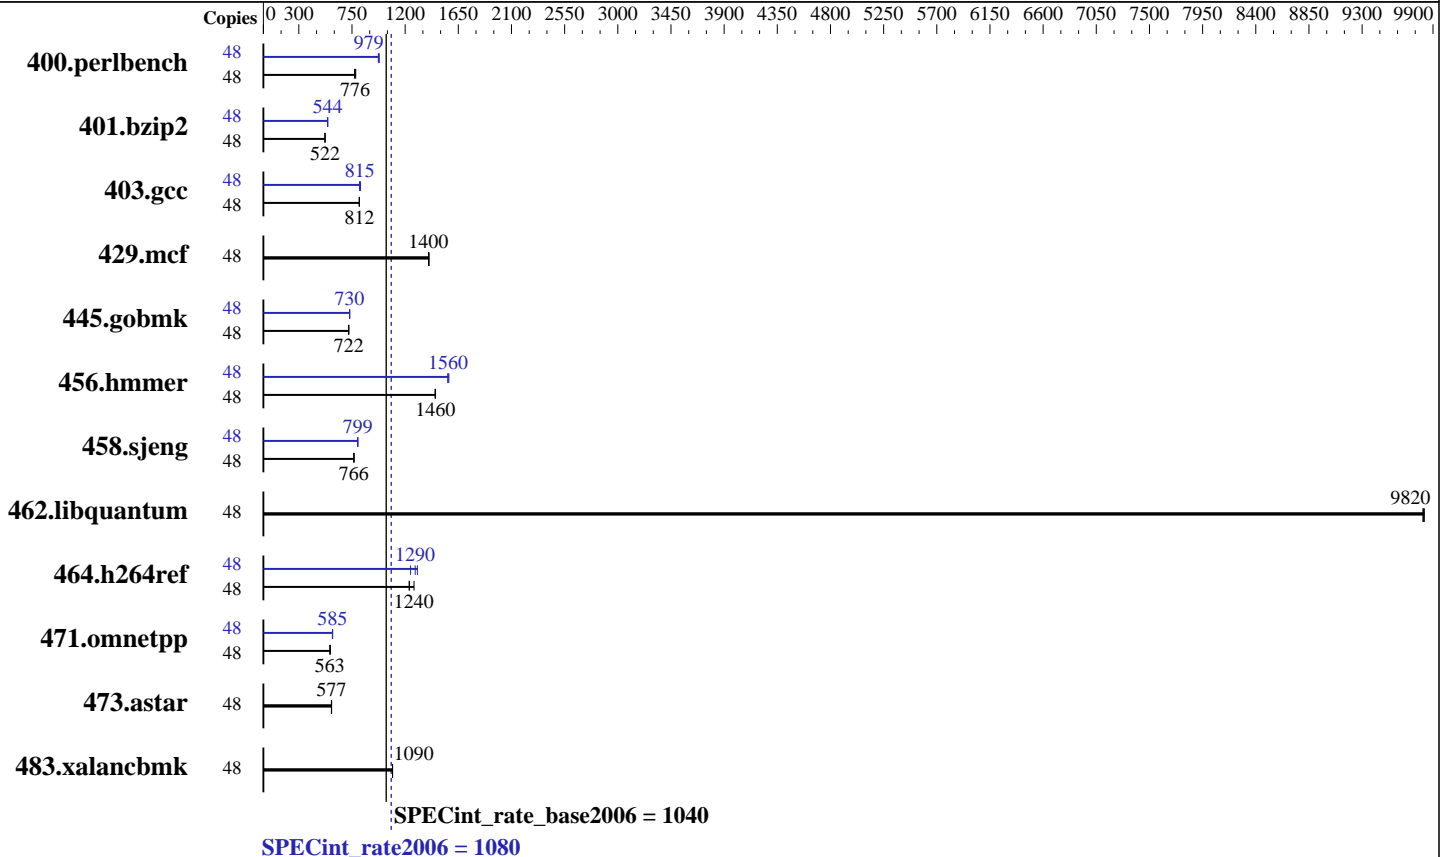 Copies 0 300 750 1200 1650 2100 2550 3000 3450 3900 4350 4800 5250 5700 6150 6600 7050 7500 7950 8400 8850 9300 9900
400.perlbench 48 979
48 776
401.bzip2 48 544
48 522
403.gcc 48 815
48 812
429.mcf 48 1400
445.gobmk 48 730
48 722
456.hmmer 48 1560
48 1460
458.sjeng 48 799
48 766
462.libquantum 48 9820
464.h264ref 48 1290
48 1240
471.omnetpp 48 585
48 563
473.astar 48 577
483.xalancbmk 48 1090
SPECint_rate_base2006 = 1040
SPECint_rate2006 = 1080